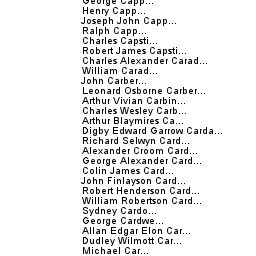 George Capp...
Henry Capp...
Joseph John Capp...
Ralph Capp...
Charles Capsti...
Robert James Capsti...
Charles Alexander Carad...
William Carad...
John Carber...
Leonard Osborne Carber...
Arthur Vivian Carbin...
Charles Wesley Carb...
Arthur Blaymires Ca...
Digby Edward Garrow Carda...
Richard Selwyn Card...
Alexander Croom Card...
George Alexander Card...
Colin James Card...
John Finlayson Card...
Robert Henderson Card...
William Robertson Card...
Sydney Cardo...
George Cardwe...
Allan Edgar Elon Car...
Dudley Wilmott Car...
Michael Car...